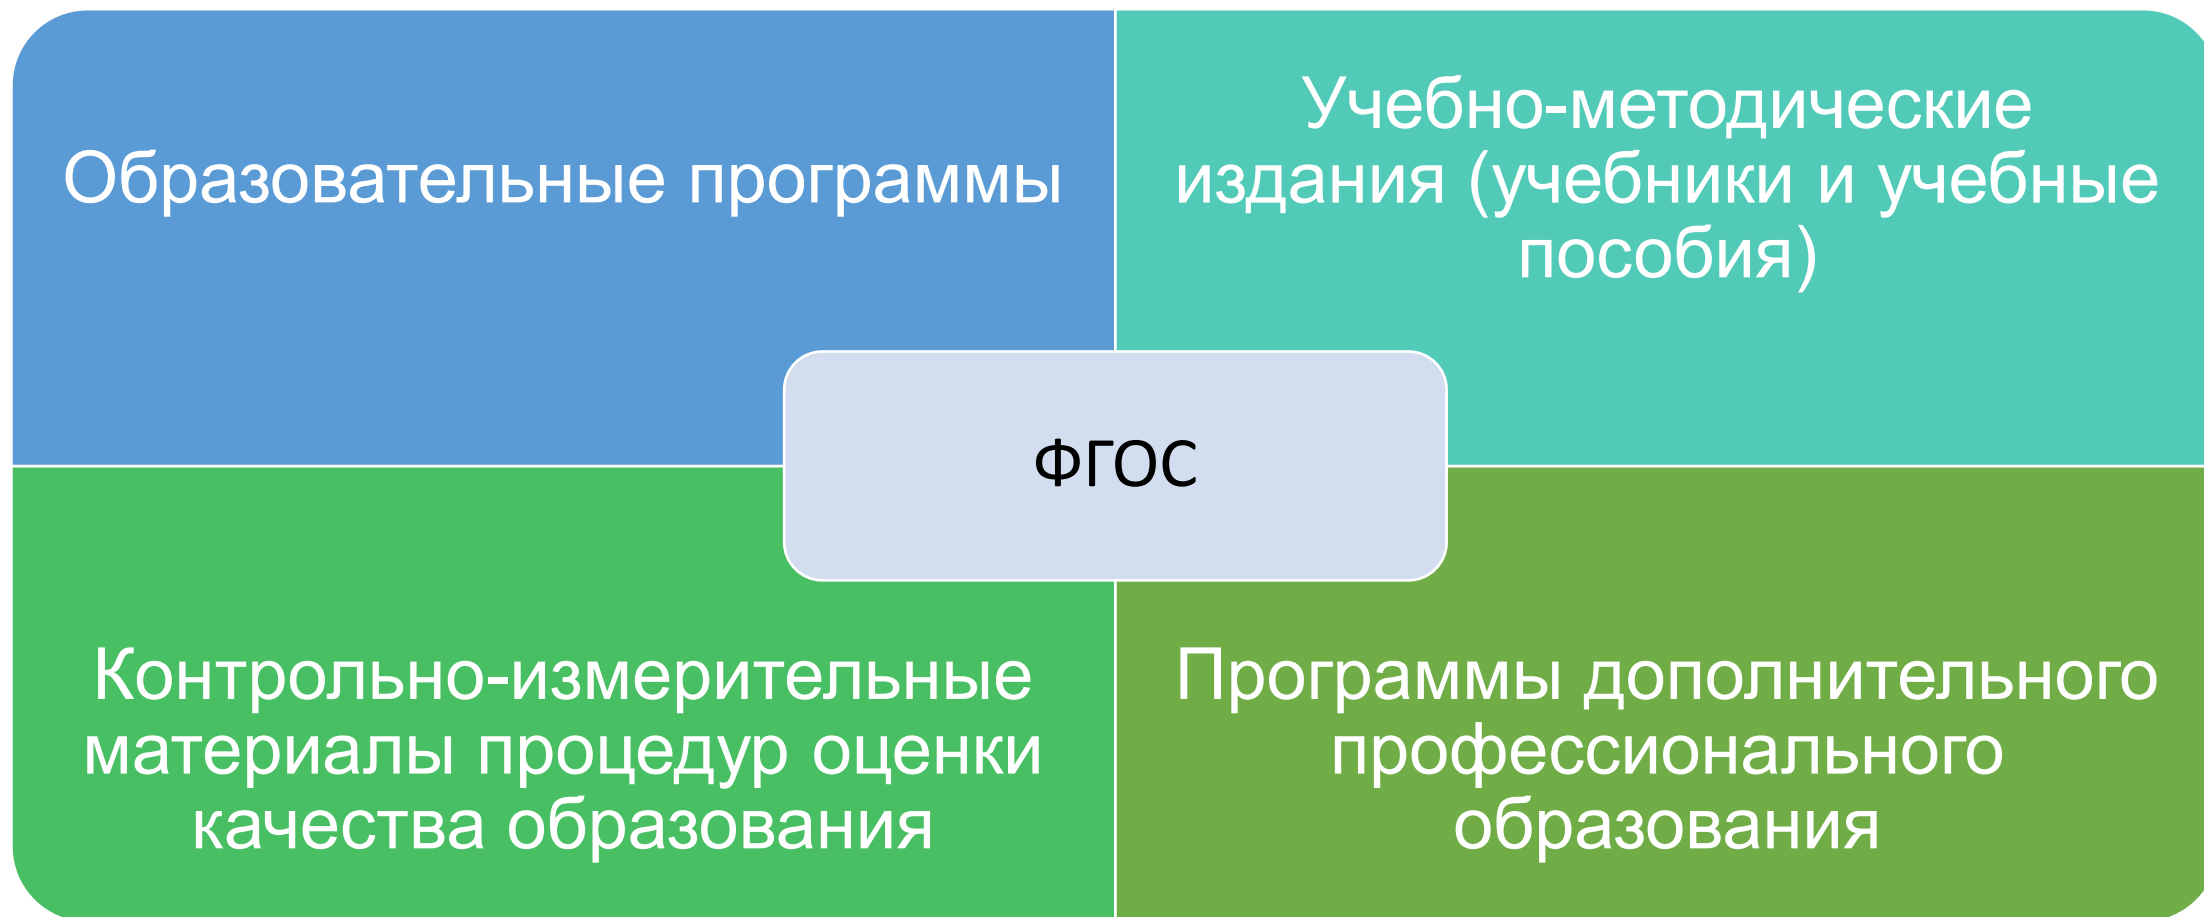 Образовательные программы
Учебно-методические
издания (учебники и учебные
пособия)
ФГОС
Контрольно-измерительные
материалы процедур оценки
качества образования
Программы дополнительного
профессионального
образования